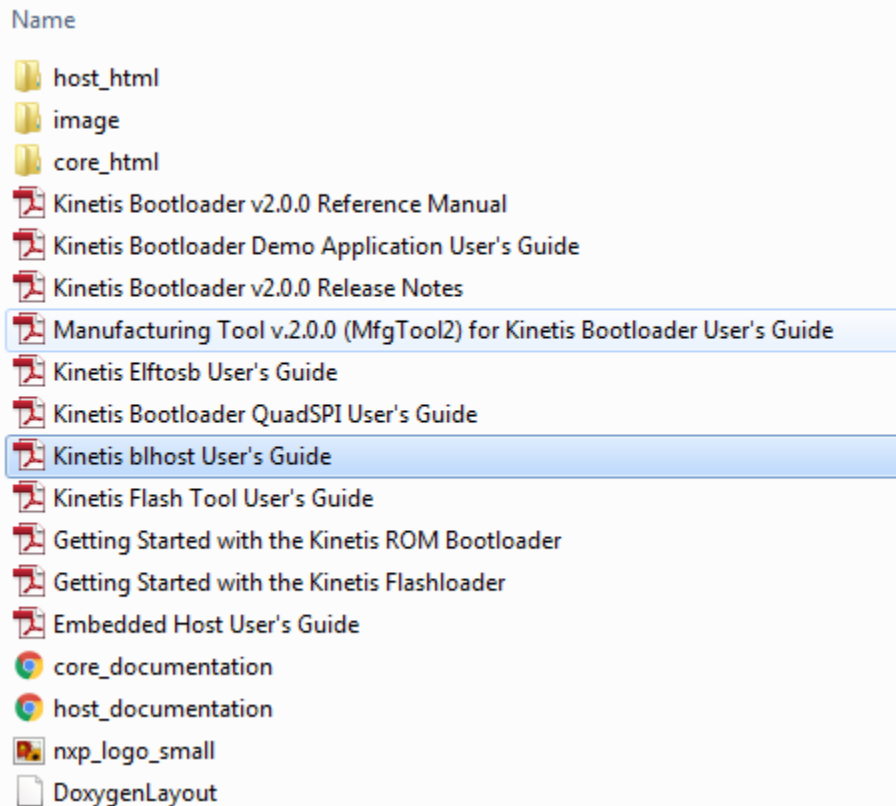 Name
host_html
image
core_html
Kinetis Bootloader v2.0.0 Reference Manual
Kinetis Bootloader Demo Application User's Guide
Kinetis Bootloader v2.0.0 Release Notes
Manufacturing Tool v.2.0.0 (MfgTool2) for Kinetis Bootloader User's Guide
Kinetis Elftosb User's Guide
Kinetis Bootloader QuadSPI User's Guide
Kinetis blhost User's Guide
Kinetis Flash Tool User's Guide
Getting Started with the Kinetis ROM Bootloader
Getting Started with the Kinetis Flashloader
Embedded Host User's Guide
core_documentation
host_documentation
nxp_logo_small
DoxygenLayout